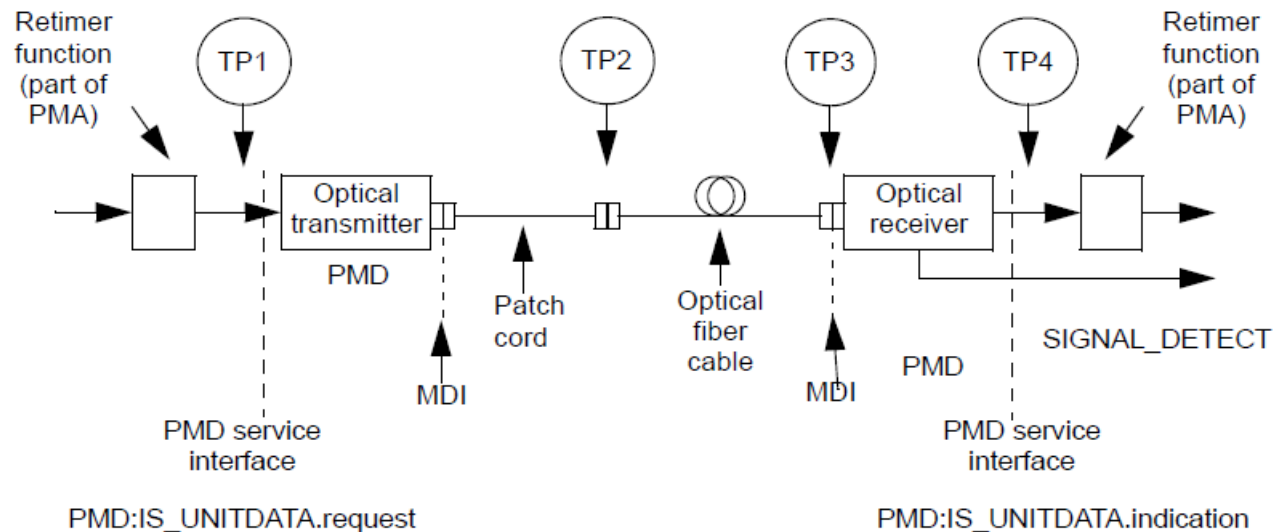 Retimer
function
(part of
PMA)
TP1
TP2
TP3
TP4
Retimer
function
(part of
PMA)
Optical
transmitter
PMD
Patch
cord
MDI
Optical
fiber
cable
Optical
receiver
PMD
MDI
SIGNAL_DETECT
PMD service
interface
PMD service
interface
PMD:IS_UNITDATA.request
PMD:IS_UNITDATA.indication